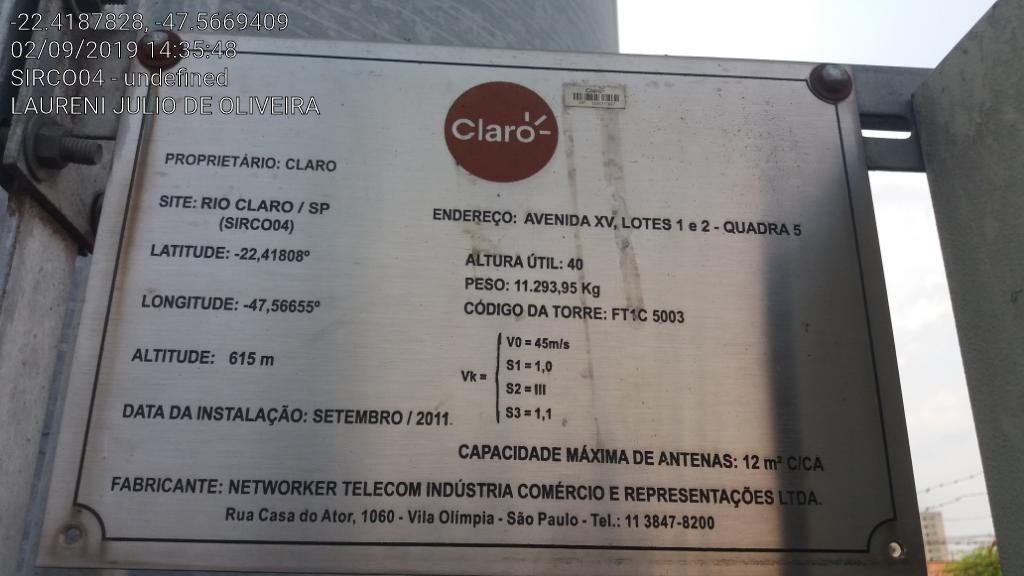 -22.4187828, -47.5669409
02/09/2019 14:35:48
SIRCO04 - undefined
LAURENI JULIO DE OLIVEIRA
Claro
Claro
PROPRIETÁRIO: CLARO
SITE: RIO CLARO / SP
(SIRCO04)
ENDEREÇO: AVENIDA XV, LOTES 1 e 2 - QUADRA 5
LATITUDE: -22,41808º
ALTURA ÚTIL: 40
PESO: 11.293,95 Kg
LONGITUDE: -47,56655º
CÓDIGO DA TORRE: FT1C 5003
ALTITUDE: 615 m
Vk =
V0 = 45m/s
S1 = 1,0
S2 = III
S3 = 1,1
DATA DA INSTALAÇÃO: SETEMBRO / 2011
CAPACIDADE MÁXIMA DE ANTENAS: 12 m² C/CA
FABRICANTE: NETWORKER TELECOM INDÚSTRIA COMÉRCIO E REPRESENTAÇÕES LTDA.
Rua Casa do Ator, 1060 - Vila Olímpia - São Paulo - Tel.: 11 3847-8200